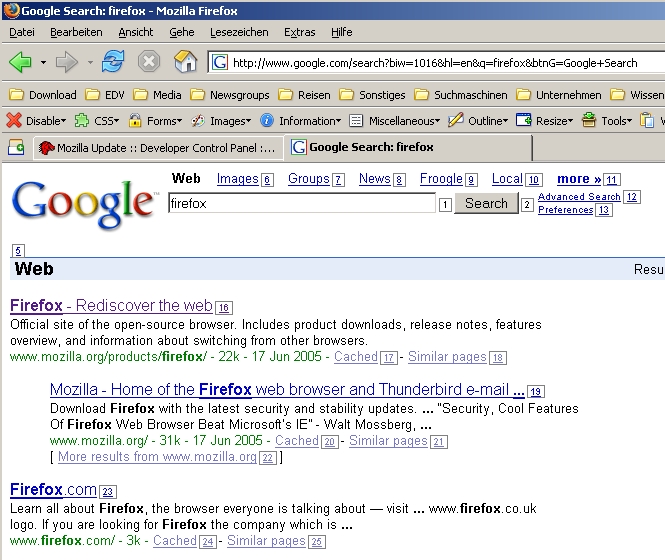 Google Search: firefox - Mozilla Firefox
Datei Bearbeiten Ansicht Gehe Lesezeichen Extras Hilfe
http://www.google.com/search?biw=1016&hl=en&q=firefox&btnG=Google+Search
Download EDV Media Newsgroups Reisen Sonstiges Suchmaschinen Unternehmen Wissen
Disable CSS Forms Images Information Miscellaneous Outline Resize Tools V
Mozilla Update :: Developer Control Panel :... Google Search: firefox
Web Images 6 Groups 7 News 8 Froogle 9 Local 10 more » 11
Google™ firefox 1 Search 2 Advanced Search 12
Preferences 13
5
Web Resu
Firefox - Rediscover the web 16
Official site of the open-source browser. Includes product downloads, release notes, features
overview, and information about switching from other browsers.
www.mozilla.org/products/firefox/ - 22k - 17 Jun 2005 - Cached 17 - Similar pages 18
Mozilla - Home of the Firefox web browser and Thunderbird e-mail ... 19
Download Firefox with the latest security and stability updates. ... "Security, Cool Features
Of Firefox Web Browser Beat Microsoft's IE" - Walt Mossberg, ...
www.mozilla.org/ - 31k - 17 Jun 2005 - Cached 20 - Similar pages 21
[ More results from www.mozilla.org 22 ]
Firefox.com 23
Learn all about Firefox, the browser everyone is talking about — visit ... www.firefox.co.uk
logo. If you are looking for Firefox the company which is ...
www.firefox.com/ - 3k - Cached 24 - Similar pages 25